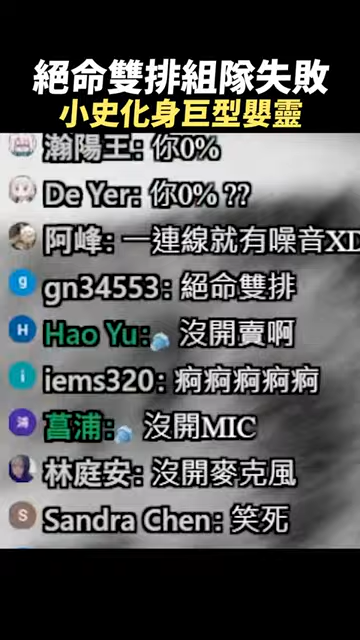 絕命雙排組隊失敗
小史化身巨型嬰靈
瀚陽王: 你0%
De Yer: 你0% ??
阿峰: 一連線就有噪音XD
g gn34553: 絕命雙排
H Hao Yu: 沒開賣啊
i iems320: 痾痾痾痾痾
鴻 菖浦: 沒開MIC
林庭安: 沒開麥克風
S Sandra Chen: 笑死